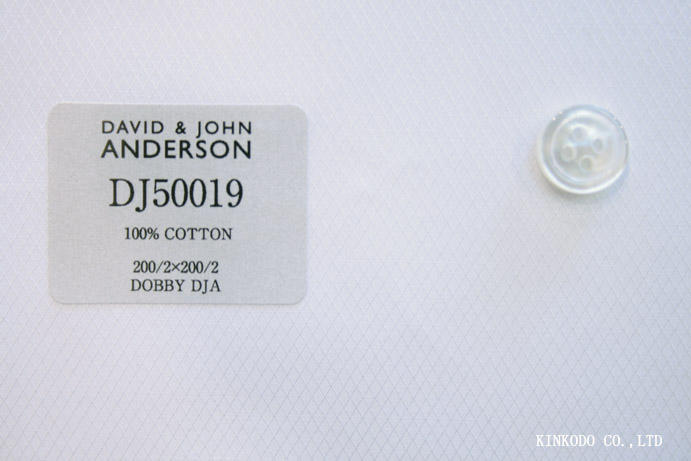 DAVID & JOHN
ANDERSON
DJ50019
100% COTTON
200/2×200/2
DOBBY DJA
KINKODO CO.,LTD